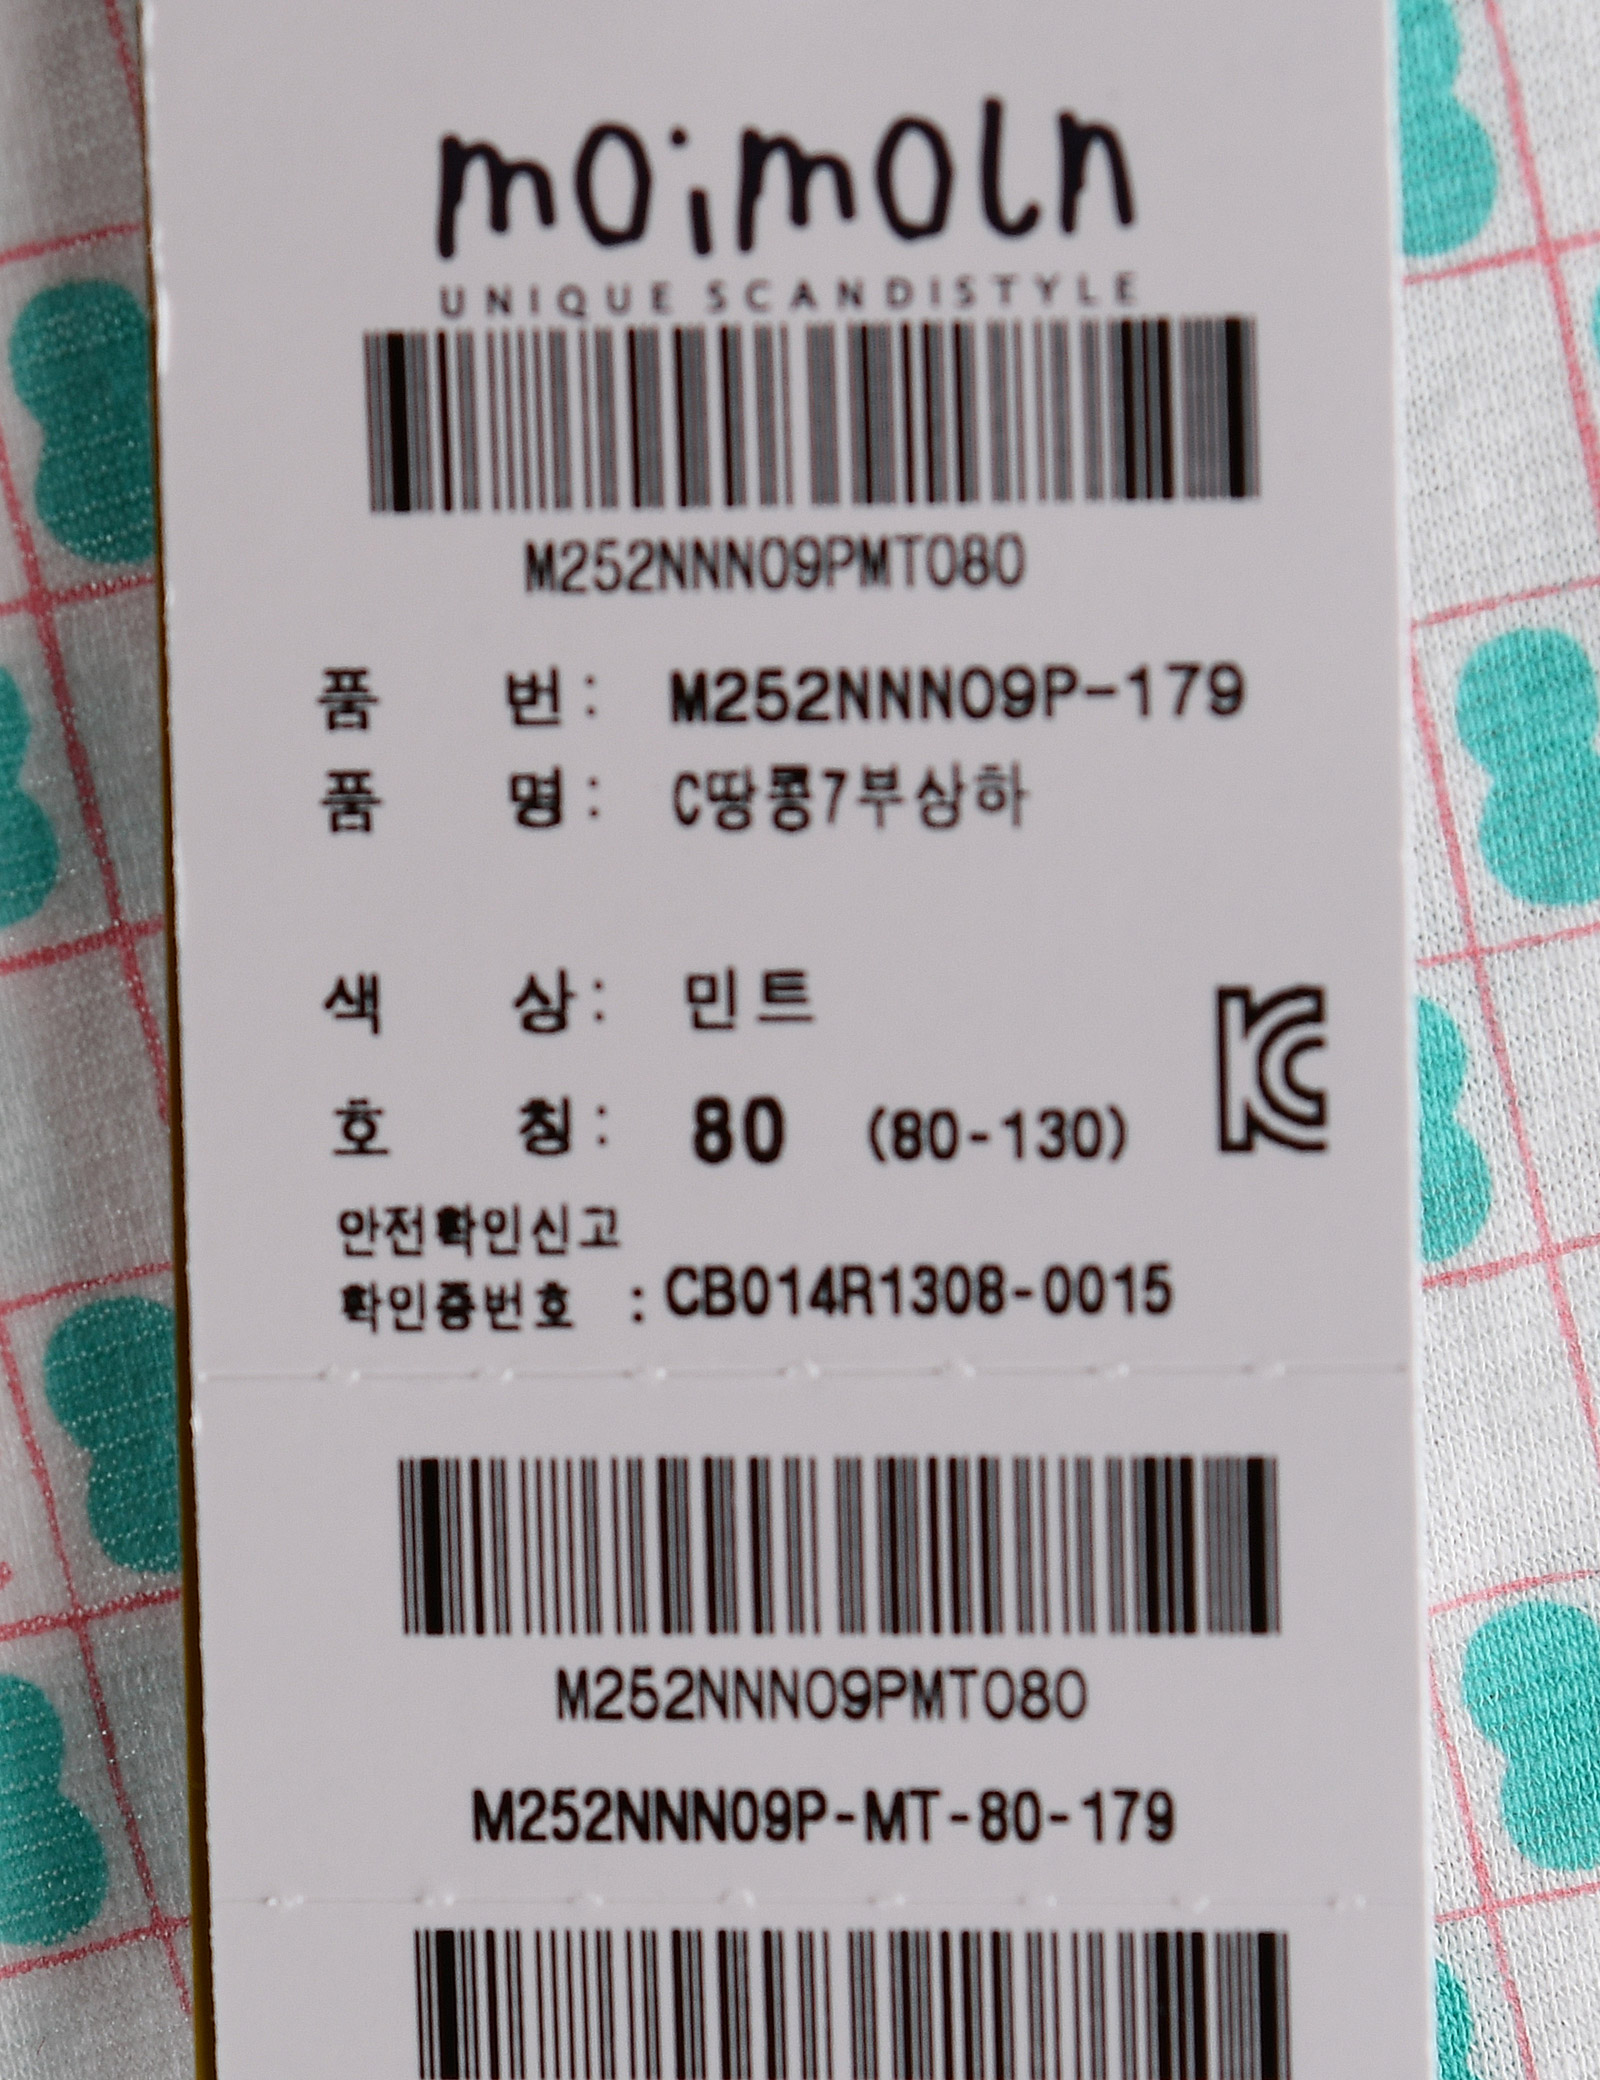 moimoln
UNIQUE SCANDISTYLE
M252NNN09PMT080
품 번: M252NNN09P-179
품 명: C땅콩7부상하
색 상: 민트
호 칭: 80 (80-130)
안전확인신고
확인증번호 : CB014R1308-0015
M252NNN09PMT080
M252NNN09P-MT-80-179